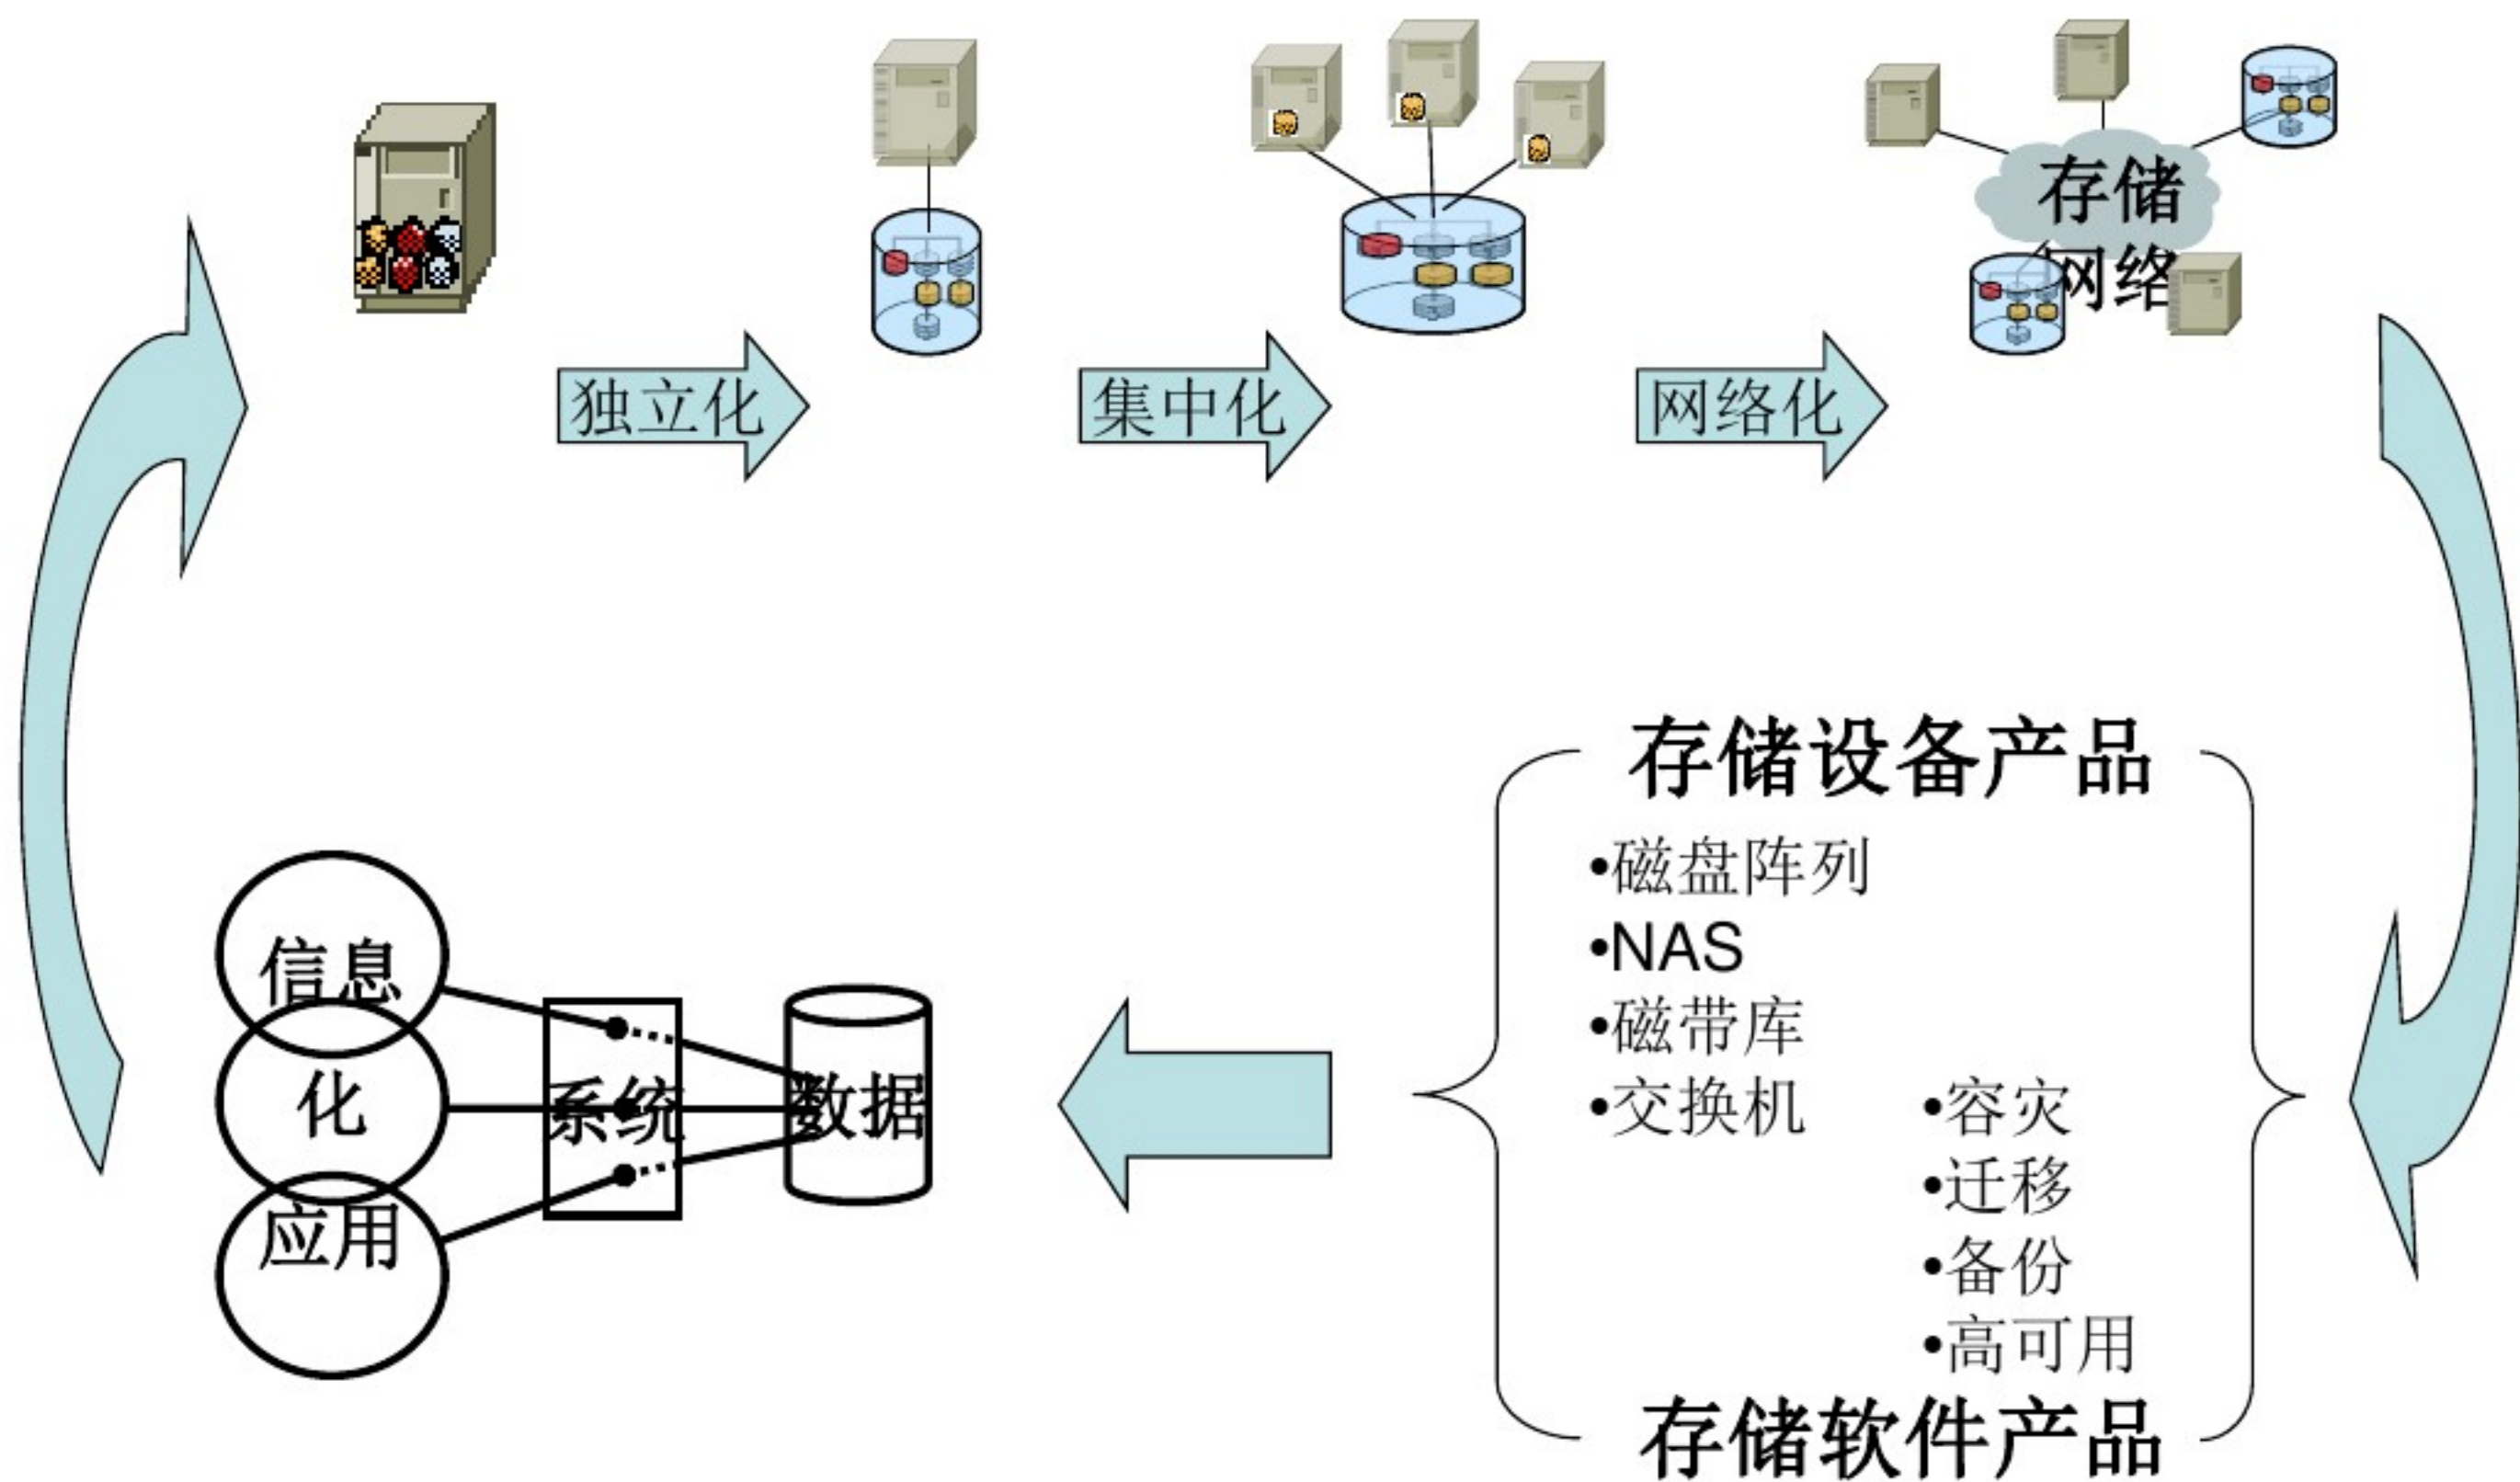 存储
网络
独立化
集中化
网络化
存储设备产品
•磁盘阵列
•NAS
•磁带库
•交换机
•容灾
•迁移
•备份
•高可用
存储软件产品
信息
化
应用
系统
数据